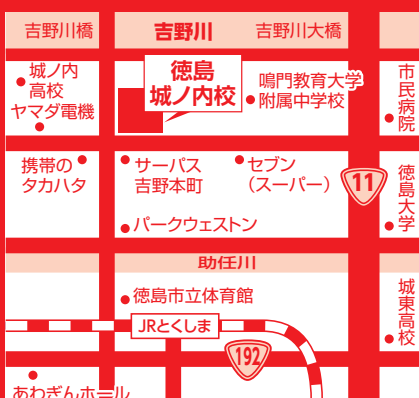 吉野川橋
吉野川
吉野川大橋
城ノ内
高校
ヤマダ電機
徳島
城ノ内校
鳴門教育大学
附属中学校
市民病院
携帯の
タカハタ
サーパス
吉野本町
セブン
(スーパー)
11
徳島大学
パークウェストン
助任川
徳島市立体育館
城東高校
JRとくしま
192
あわぎんホール